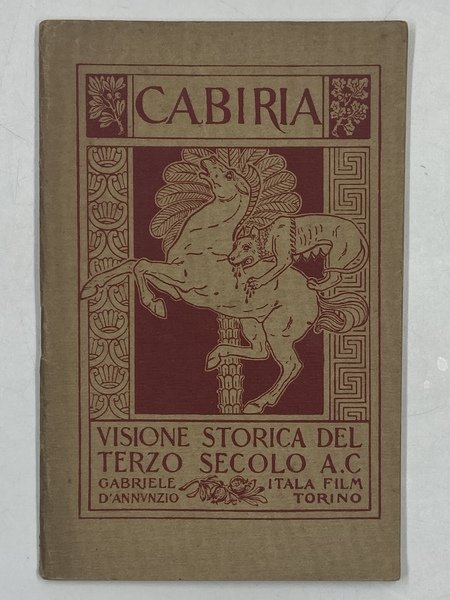 CABIRIA
VISIONE STORICA DEL
TERZO SECOLO A.C
GABRIELE ITALA FILM
D'ANNVNZIO TORINO